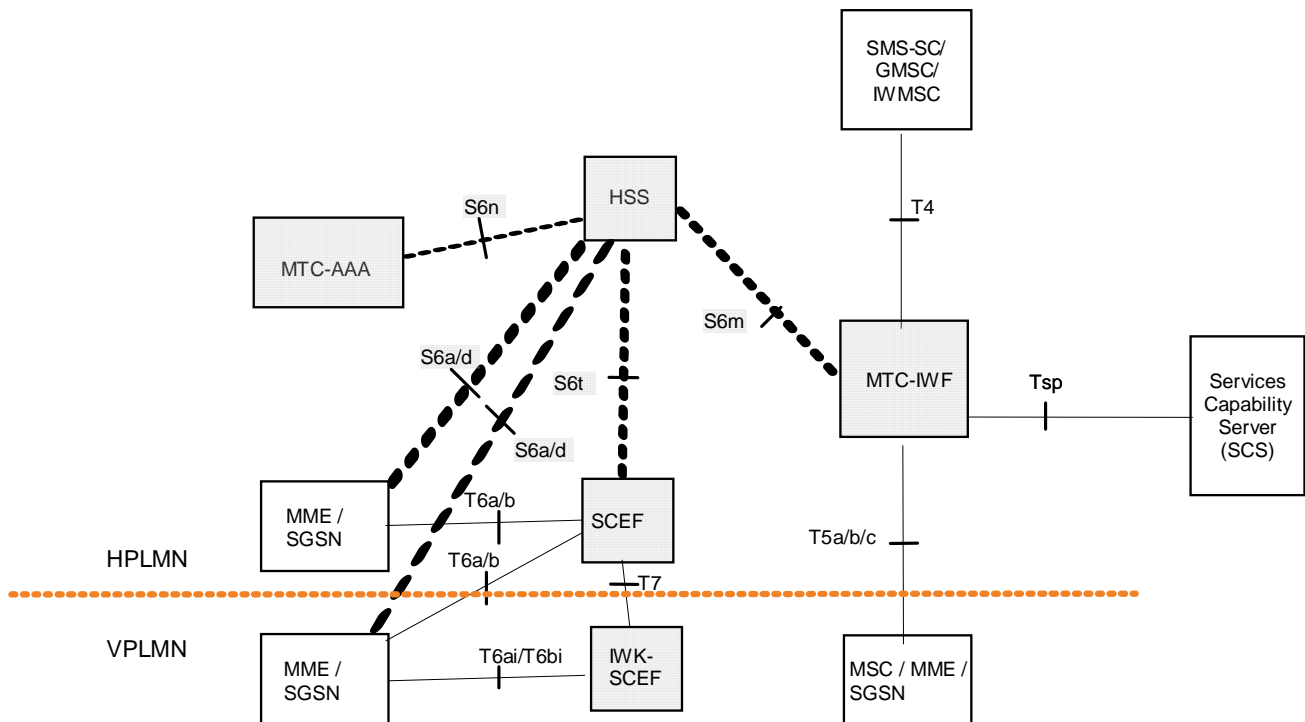 SMS-SC/
GMSC/
IWMSC
HSS
S6n
T4
MTC-AAA
S6m
S6a/d
S6t
MTC-IWF
Tsp
Services
Capability
Server
(SCS)
S6a/d
MME /
SGSN
T6a/b
SCEF
T5a/b/c
HPLMN
T6a/b
T7
VPLMN
MME /
SGSN
T6ai/T6bi
IWK-
SCEF
MSC / MME /
SGSN